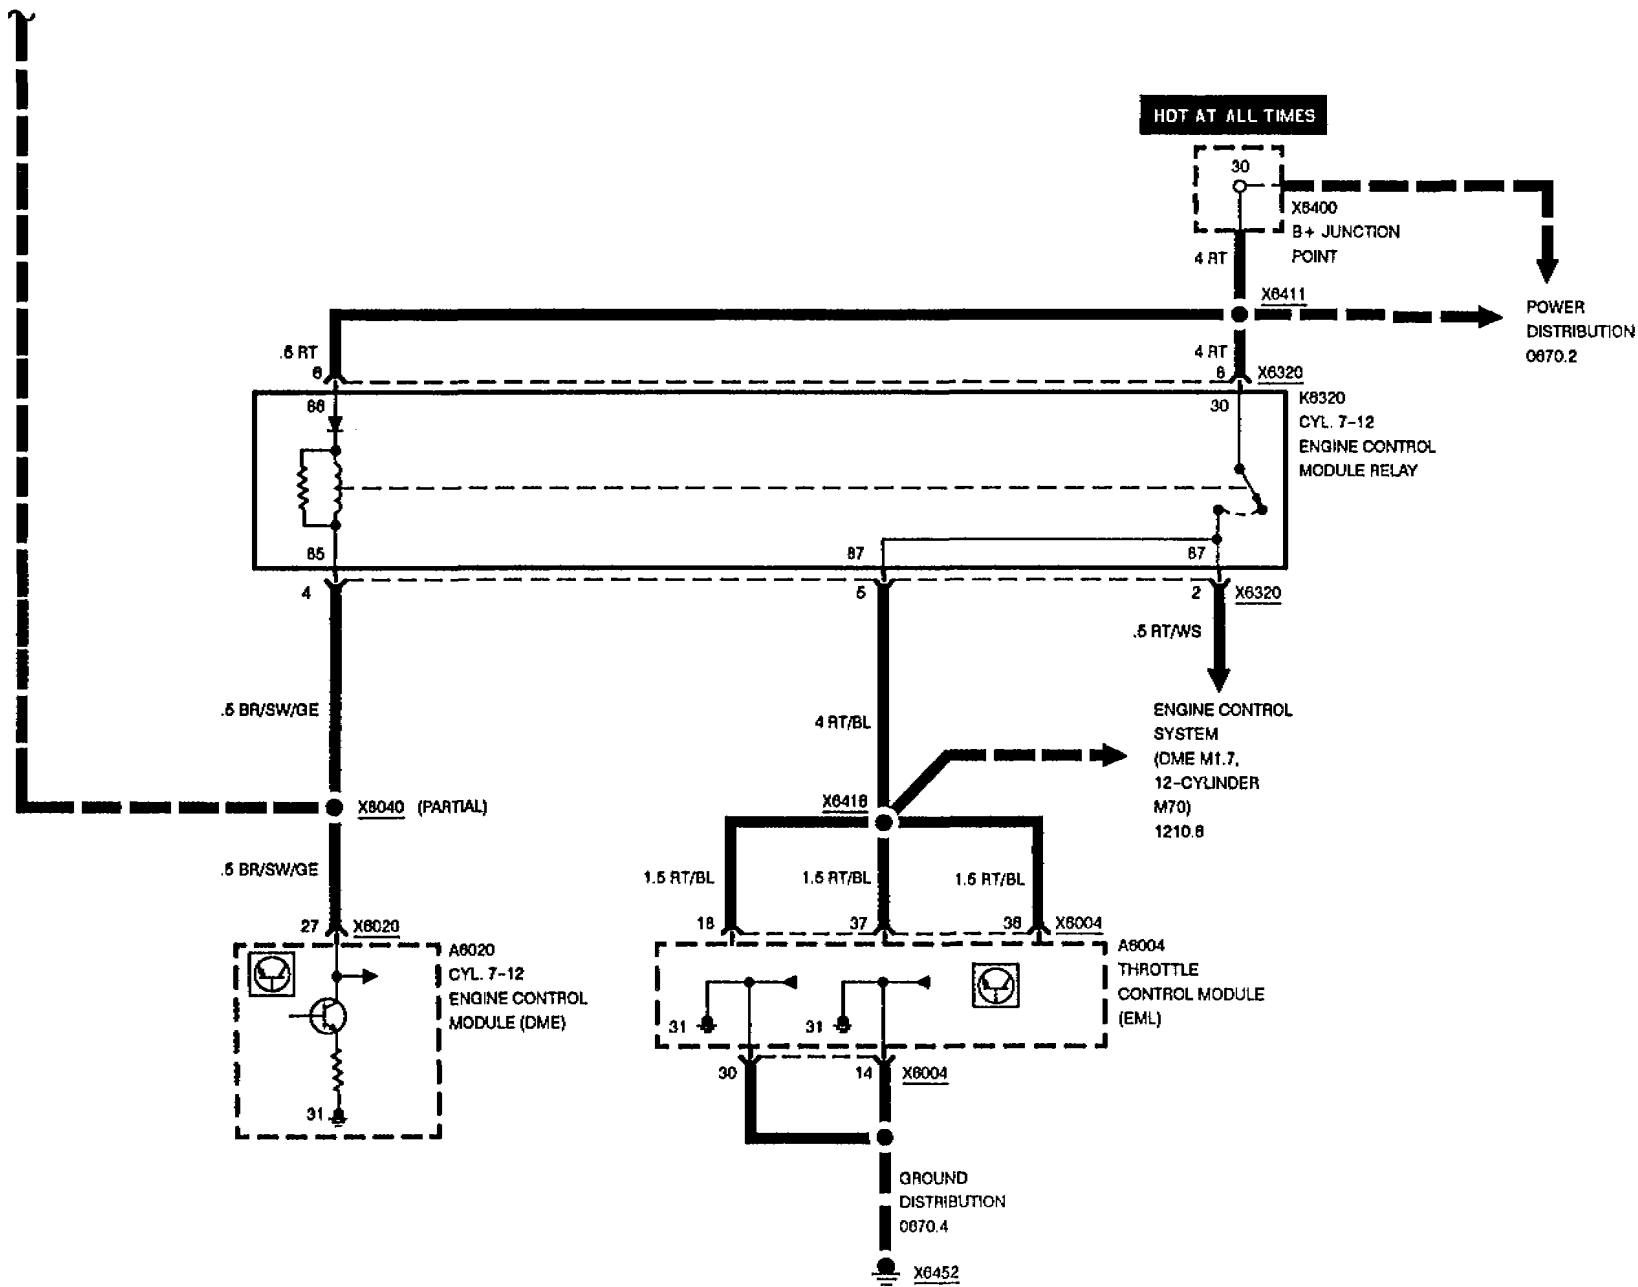 HOT AT ALL TIMES
30
X6400
B+ JUNCTION
POINT
4 RT
X6411
POWER
DISTRIBUTION
0670.2
.5 RT
4 RT
6
8
X6320
86
30
K6320
CYL. 7-12
ENGINE CONTROL
MODULE RELAY
85
87
87
4
5
2
X6320
.5 RT/WS
.5 BR/SW/GE
4 RT/BL
ENGINE CONTROL
SYSTEM
(DME M1.7,
12-CYLINDER
M70)
1210.8
X8040 (PARTIAL)
X6418
.5 BR/SW/GE
1.5 RT/BL
1.5 RT/BL
1.5 RT/BL
27
X6020
18
37
36
X6004
A6020
CYL. 7-12
ENGINE CONTROL
MODULE (DME)
A6004
THROTTLE
CONTROL MODULE
(EML)
31
31
31
30
14
X6004
GROUND
DISTRIBUTION
0670.4
X6452